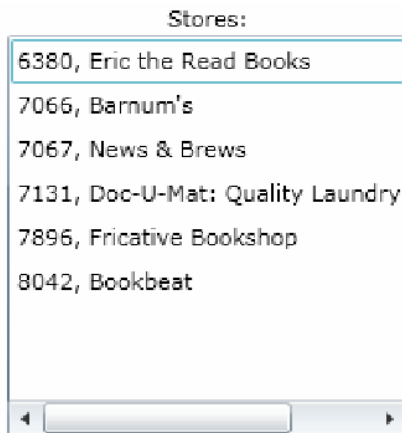 Stores:
6380, Eric the Read Books
7066, Barnum's
7067, News & Brews
7131, Doc-U-Mat: Quality Laundry
7896, Fricative Bookshop
8042, Bookbeat